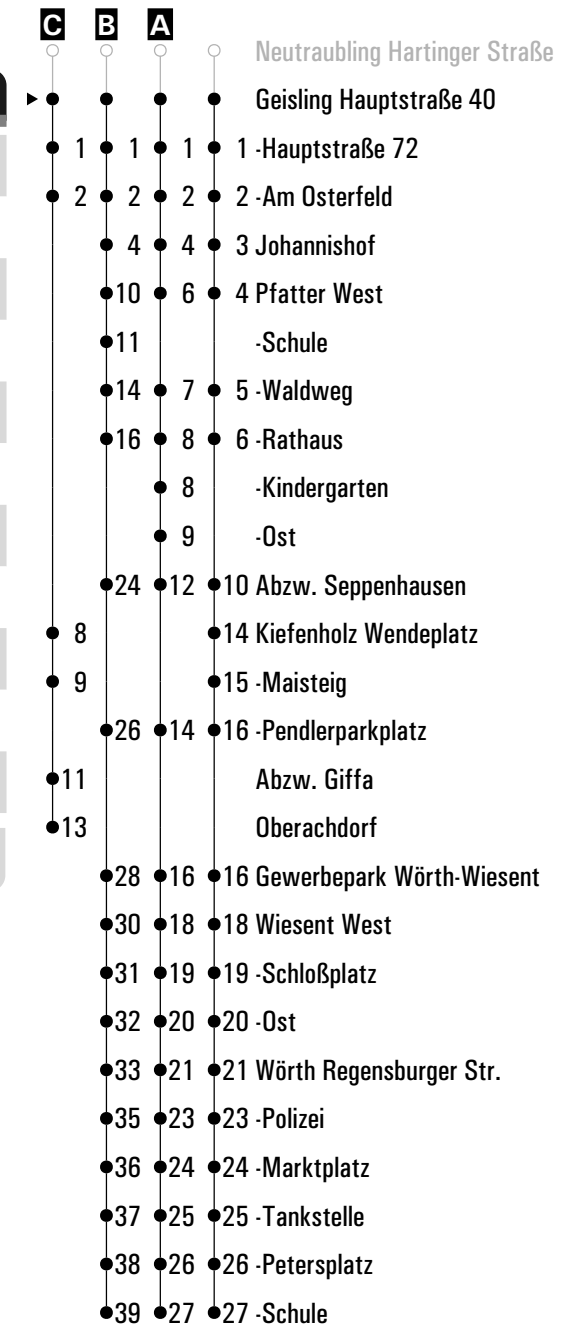 C B A
Neutraubling Hartinger Straße
Geisling Hauptstraße 40
1 1 1 1 -Hauptstraße 72
2 2 2 2 -Am Osterfeld
4 4 3 Johannishof
10 6 4 Pfatter West
11 -Schule
14 7 5 -Waldweg
16 8 6 -Rathaus
8 -Kindergarten
9 -Ost
24 12 10 Abzw. Seppenhausen
8 14 Kiefenholz Wendeplatz
9 15 -Maisteig
26 14 16 -Pendlerparkplatz
11 Abzw. Giffa
13 Oberachdorf
28 16 16 Gewerbepark Wörth-Wiesent
30 18 18 Wiesent West
31 19 19 -Schloßplatz
32 20 20 -Ost
33 21 21 Wörth Regensburger Str.
35 23 23 -Polizei
36 24 24 -Marktplatz
37 25 25 -Tankstelle
38 26 26 -Petersplatz
39 27 27 -Schule